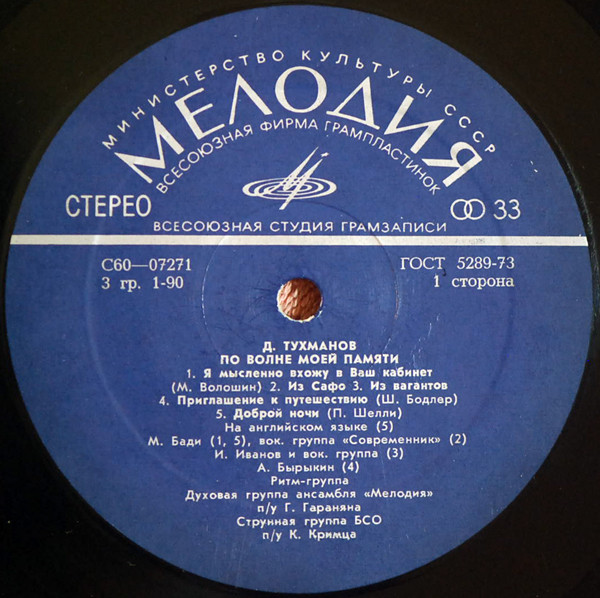 МИНИСТЕРСТВО КУЛЬТУРЫ СССР
МЕЛОДИЯ
ВСЕСОЮЗНАЯ ФИРМА ГРАМПЛАСТИНОК
СТЕРЕО
33
ВСЕСОЮЗНАЯ СТУДИЯ ГРАМЗАПИСИ
С60—07271
ГОСТ 5289-73
3 гр. 1-90
1 сторона
Д. ТУХМАНОВ
ПО ВОЛНЕ МОЕЙ ПАМЯТИ
1. Я мысленно вхожу в Ваш кабинет
(М. Волошин) 2. Из Сафо 3. Из вагантов
4. Приглашение к путешествию (Ш. Бодлер)
5. Доброй ночи (П. Шелли)
На английском языке (5)
М. Бади (1, 5), вок. группа «Современник» (2)
И. Иванов и вок. группа (3)
А. Бырыкин (4)
Ритм-группа
Духовая группа ансамбля «Мелодия»
п/у Г. Гараняна
Струнная группа БСО
п/у К. Кримца